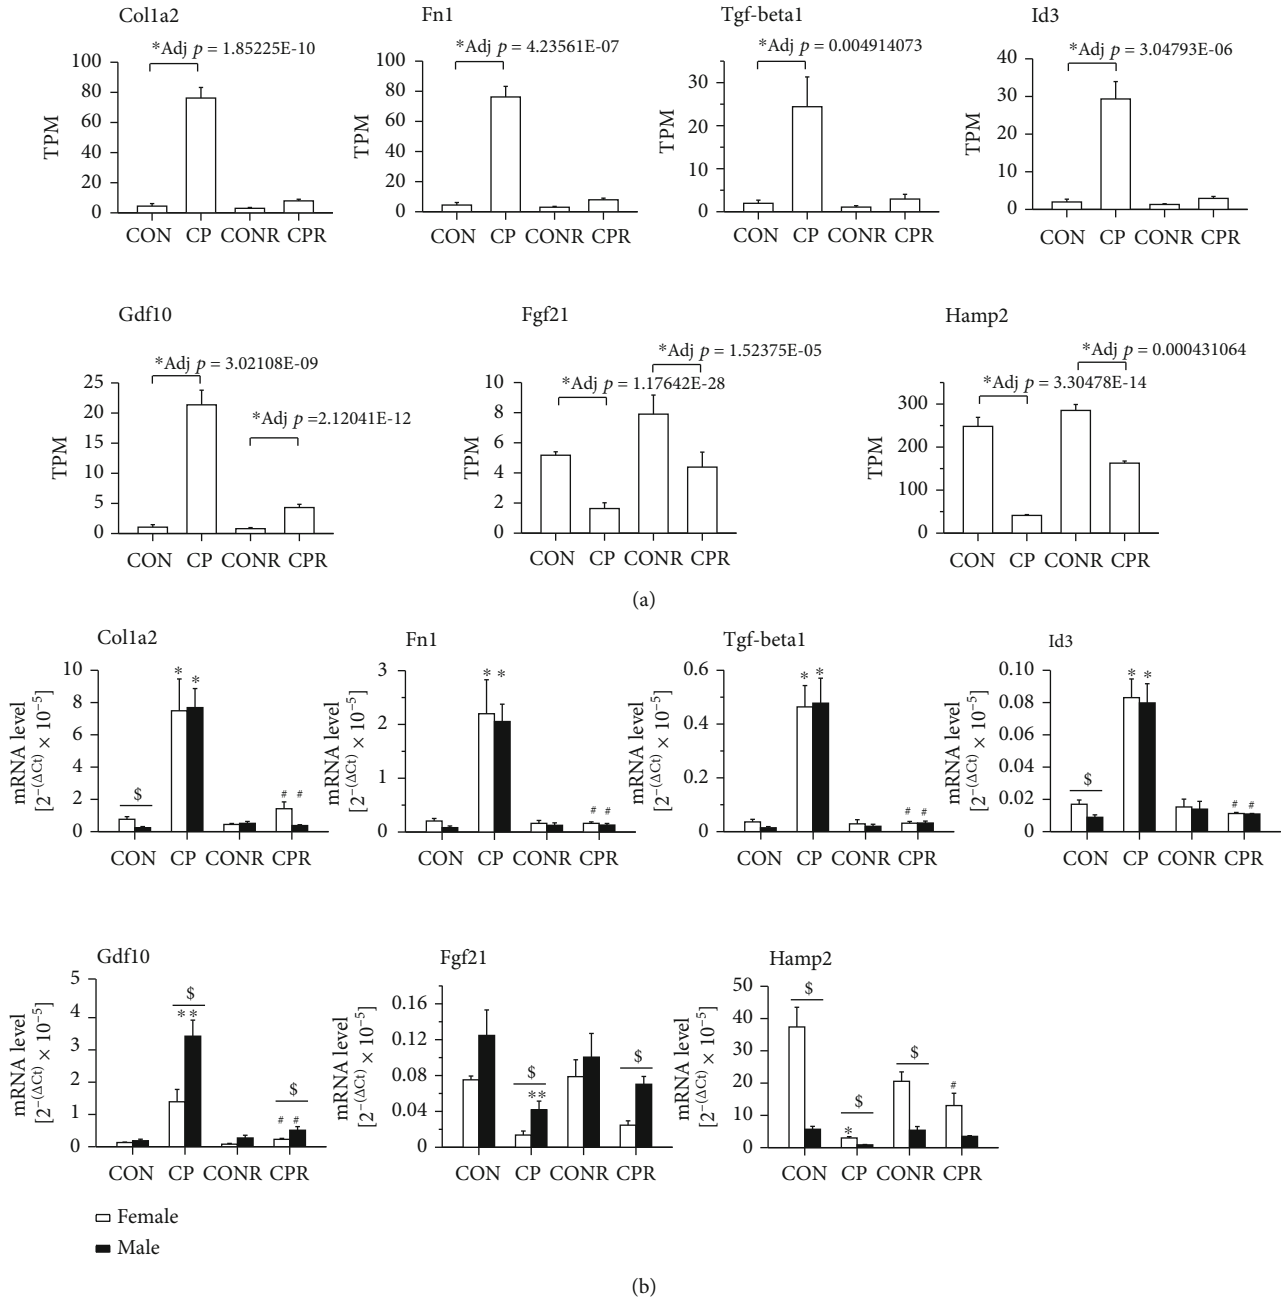 Col1a2
*Adj p = 1.85225E-10
TPM
100
80
60
40
20
0
CON CP CONR CPR
Fn1
*Adj p = 4.23561E-07
TPM
100
80
60
40
20
0
CON CP CONR CPR
Tgf-beta1
*Adj p = 0.004914073
TPM
30
20
10
0
CON CP CONR CPR
Id3
*Adj p = 3.04793E-06
TPM
40
30
20
10
0
CON CP CONR CPR
Gdf10
*Adj p = 3.02108E-09
*Adj p =2.12041E-12
TPM
25
20
15
10
5
0
CON CP CONR CPR
Fgf21
*Adj p = 1.52375E-05
*Adj p = 1.17642E-28
TPM
10
8
6
4
2
0
CON CP CONR CPR
Hamp2
*Adj p = 0.000431064
*Adj p = 3.30478E-14
TPM
300
250
150
100
0
CON CP CONR CPR
(a)
Col1a2
mRNA level
[2−(ΔCt) × 10−5]
10
8
6
4
2
0
$
* *
# #
CON CP CONR CPR
Fn1
mRNA level
[2−(ΔCt) × 10−5]
3
2
1
0
* *
# #
CON CP CONR CPR
Tgf-beta1
mRNA level
[2−(ΔCt) × 10−5]
0.6
0.4
0.2
0
* *
# #
CON CP CONR CPR
Id3
mRNA level
[2−(ΔCt) × 10−5]
0.10
0.08
0.06
0.04
0.02
0
$
* *
# #
CON CP CONR CPR
Gdf10
mRNA level
[2−(ΔCt) × 10−5]
5
4
3
2
1
0
$
**
$
# #
CON CP CONR CPR
Fgf21
mRNA level
[2−(ΔCt) × 10−5]
0.16
0.12
0.08
0.04
0
$
**
$
CON CP CONR CPR
Hamp2
mRNA level
[2−(ΔCt) × 10−5]
50
40
30
20
10
0
$
$
*
$
#
CON CP CONR CPR
Female
Male
(b)